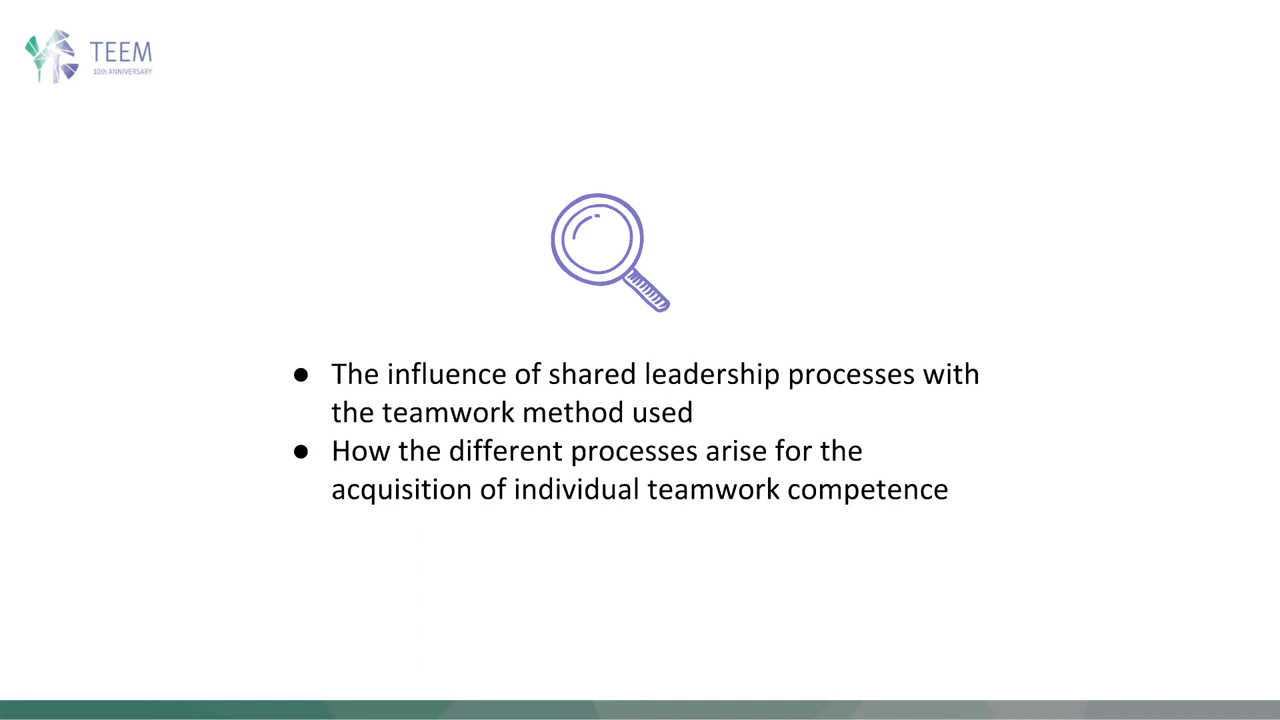 TEEM
10th ANNIVERSARY
● The influence of shared leadership processes with
the teamwork method used
● How the different processes arise for the
acquisition of individual teamwork competence